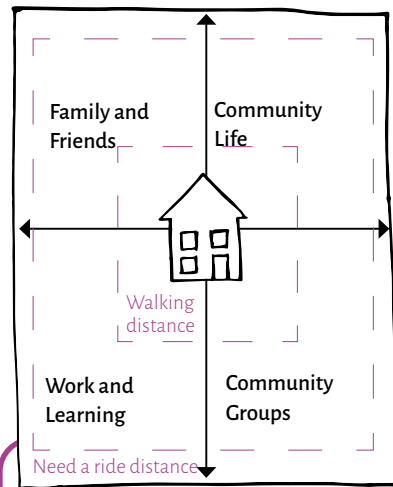 Family and
Friends
Community
Life
Walking
distance
Work and
Learning
Community
Groups
Need a ride distance